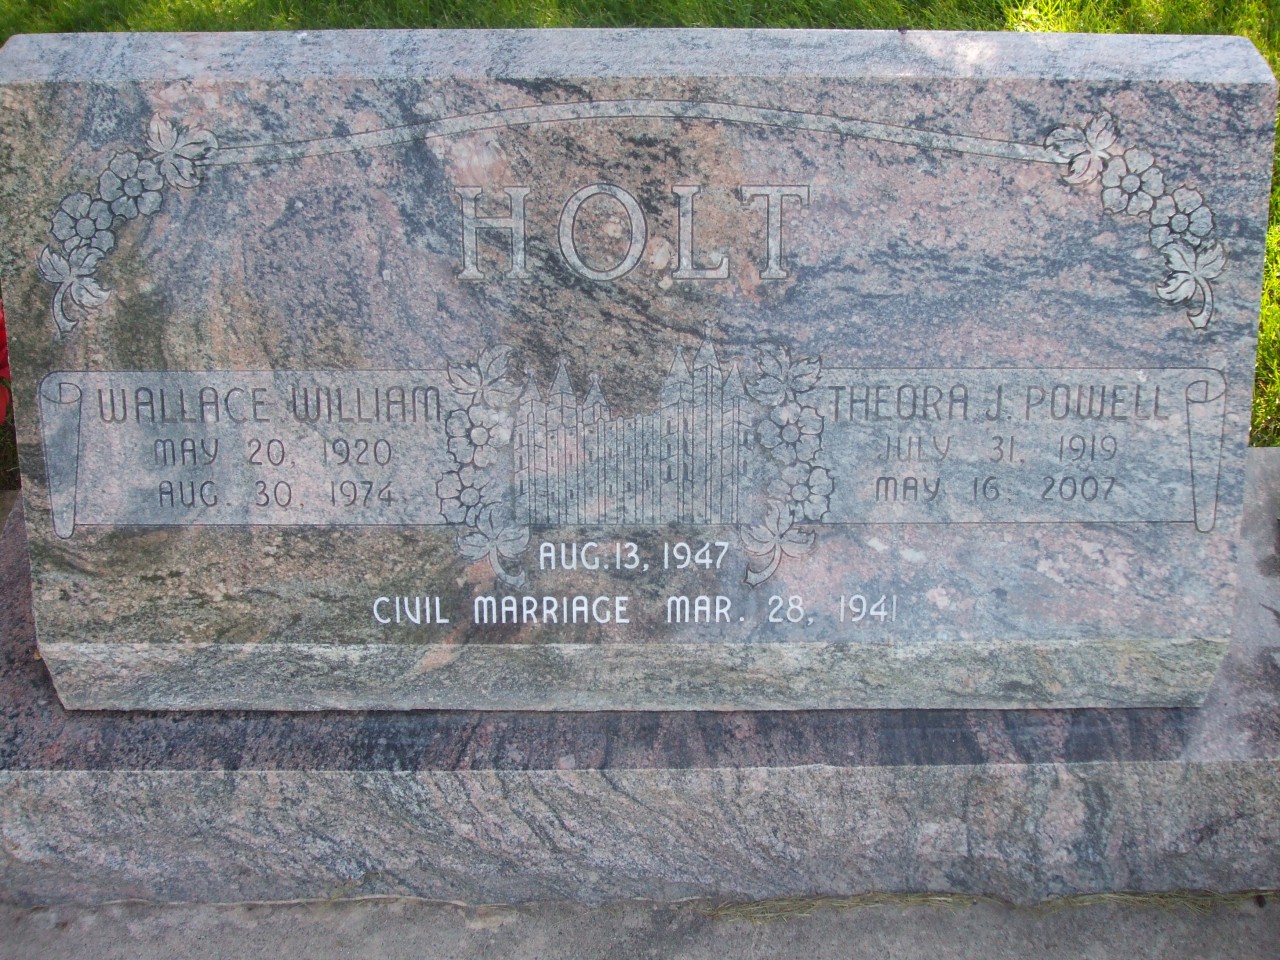 HOLT
WALLACE WILLIAM
MAY 20, 1920
AUG. 30, 1974
THEORA J. POWELL
JULY 31, 1919
MAY 16, 2007
AUG. 13, 1947
CIVIL MARRIAGE MAR. 28, 1941